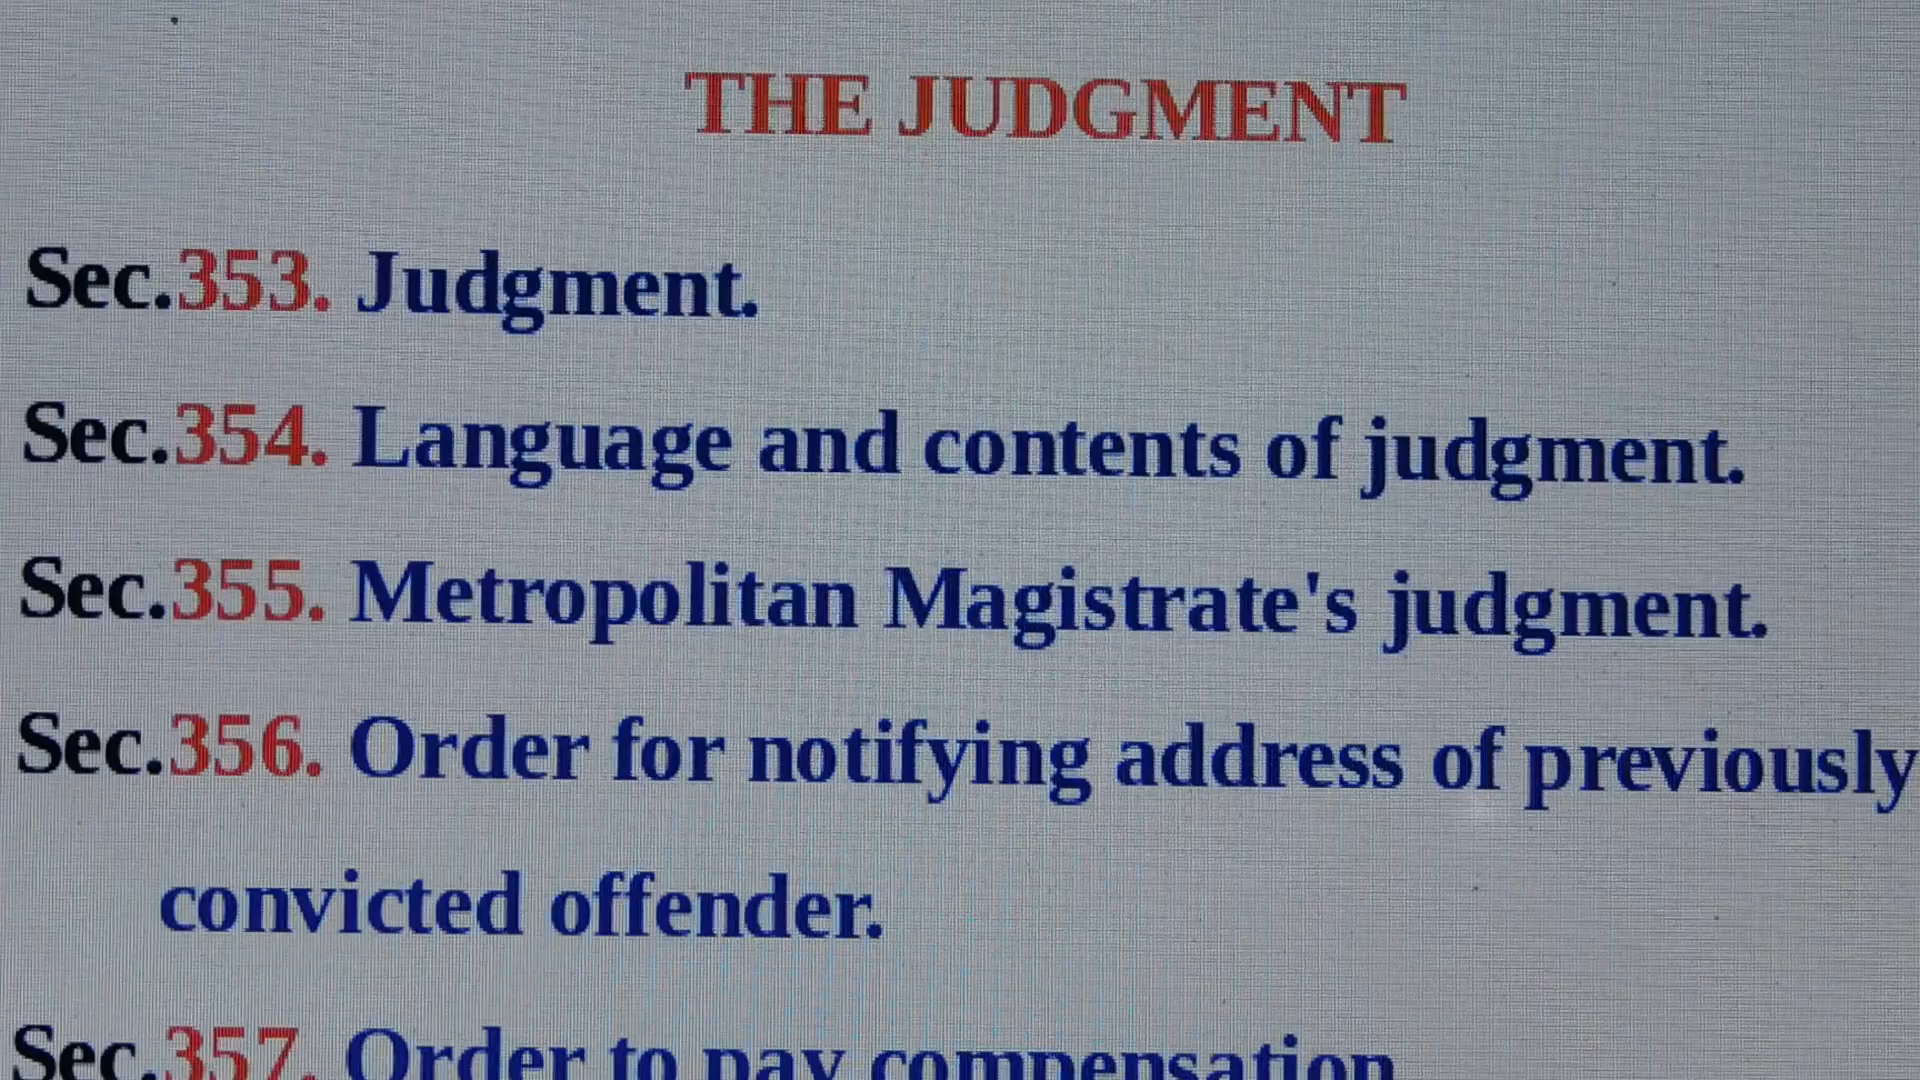 THE JUDGMENT
Sec.353. Judgment.
Sec.354. Language and contents of judgment.
Sec.355. Metropolitan Magistrate's judgment.
Sec.356. Order for notifying address of previously
convicted offender.
Sec.357. Order to pay compensation